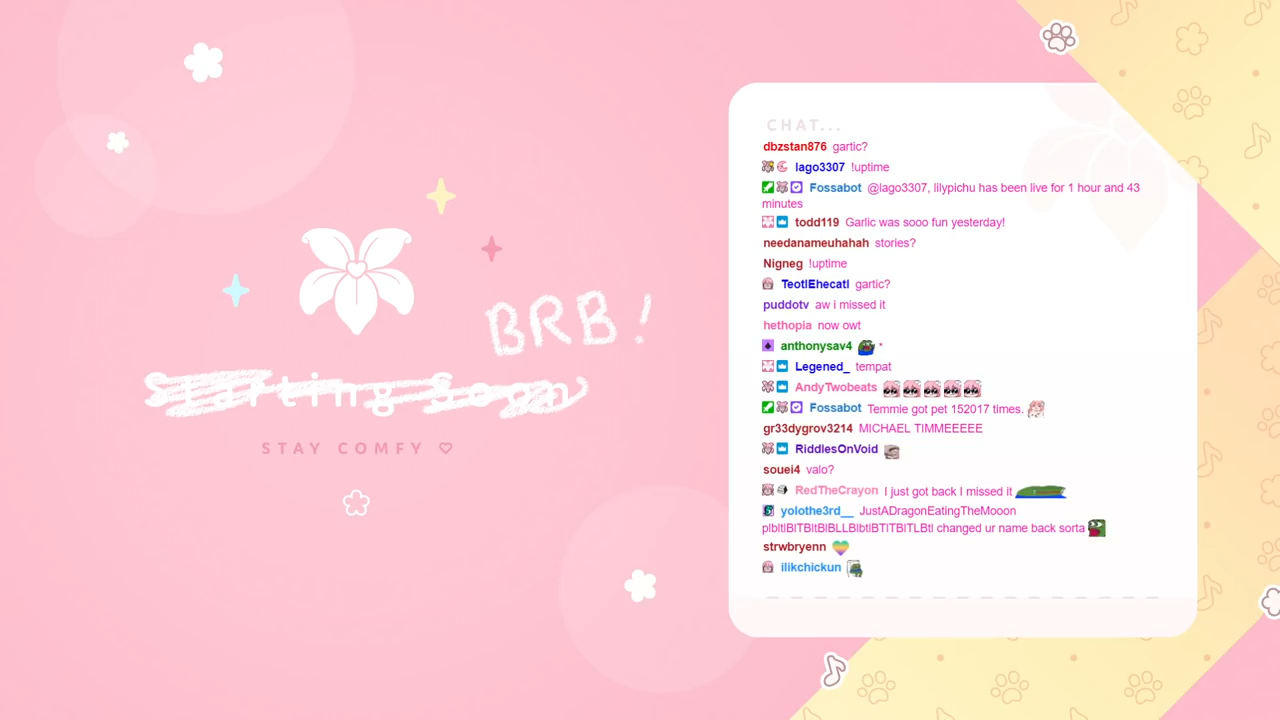 BRB!
Starting Soon
STAY COMFY
CHAT...
dbzstan876 gartic?
lago3307 !uptime
Fossabot @lago3307, lilypichu has been live for 1 hour and 43
minutes
todd119 Garlic was sooo fun yesterday!
needanameuhahah stories?
Nigneg !uptime
TeotlEhecatl gartic?
puddotv aw i missed it
hethopia now owt
anthonysav4 *
Legened_ tempat
AndyTwobeats
Fossabot Temmie got pet 152017 times.
gr33dygrov3214 MICHAEL TIMMEEEEE
RiddlesOnVoid
souei4 valo?
RedTheCrayon I just got back I missed it
yolothe3rd__ JustADragonEatingTheMooon
changed ur name back sorta
strwbryenn
ilikchickun